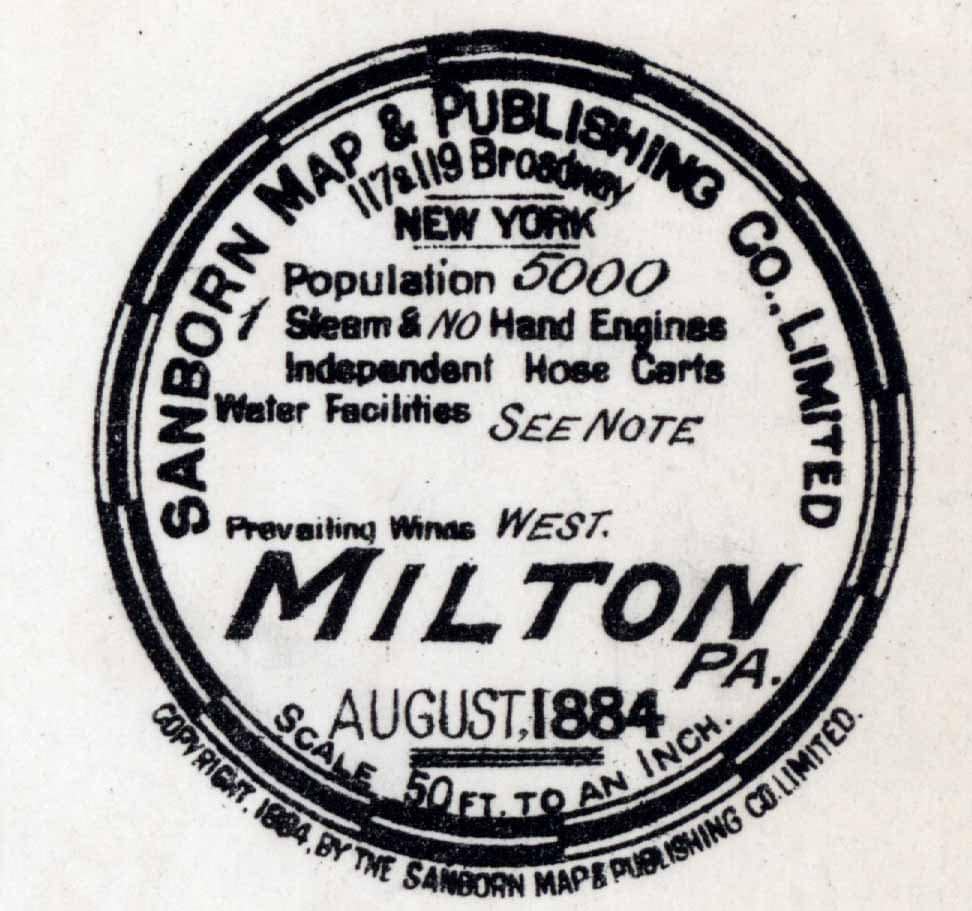 SANBORN MAP & PUBLISHING CO., LIMITED
117 & 119 Broadway
NEW YORK
Population 5000
1 Steam & NO Hand Engines
Independent Hose Carts
Water Facilities SEE NOTE
Prevailing Winds WEST.
MILTON
PA.
AUGUST, 1884
SCALE 50 FT. TO AN INCH.
COPYRIGHT, 1884, BY THE SANBORN MAP & PUBLISHING CO. LIMITED.